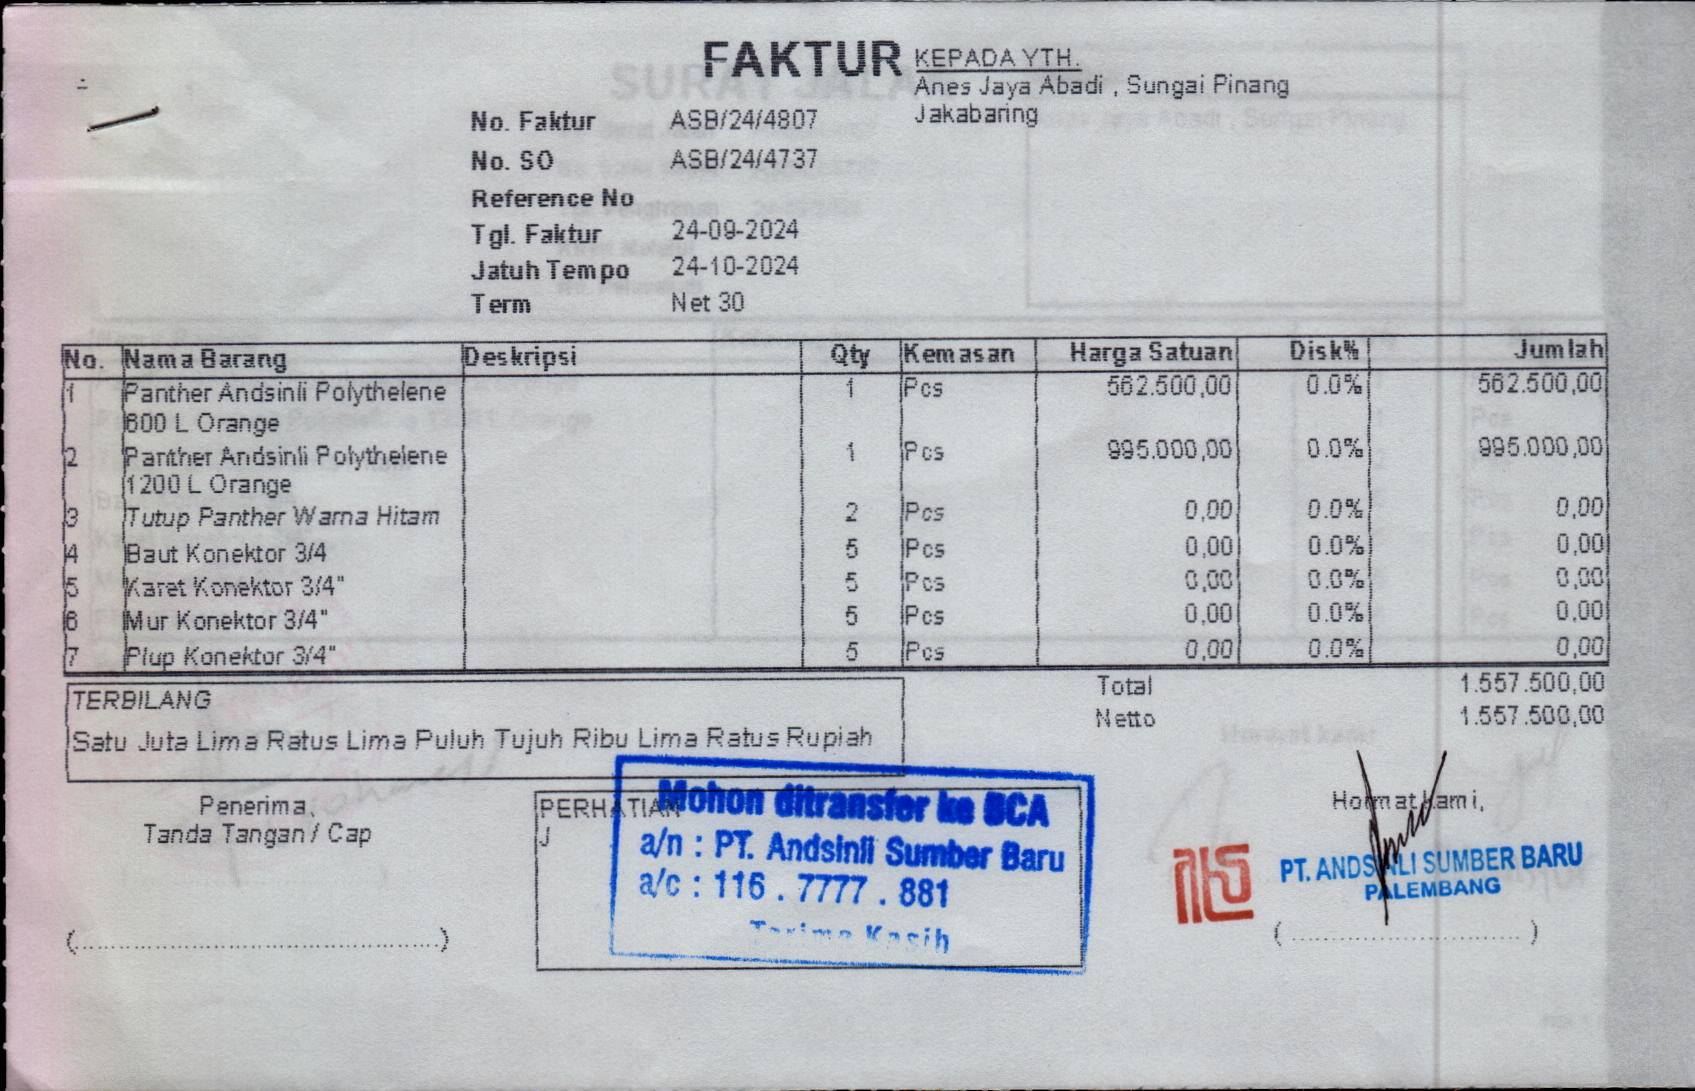 FAKTUR
KEPADA YTH.
Anes Jaya Abadi , Sungai Pinang
Jakabaring
No. Faktur ASB/24/4807
No. SO ASB/24/4737
Reference No
Tgl. Faktur 24-09-2024
Jatuh Tempo 24-10-2024
Term Net 30
No. Nama Barang Deskripsi Qty Kemasan Harga Satuan Disk% Jumlah
1 Panther Andsinli Polythelene 1 Pcs 562.500,00 0.0% 562.500,00
600 L Orange
2 Panther Andsinli Polythelene 1 Pcs 995.000,00 0.0% 995.000,00
1200 L Orange
3 Tutup Panther Warna Hitam 2 Pcs 0,00 0.0% 0,00
4 Baut Konektor 3/4 5 Pcs 0,00 0.0% 0,00
5 Karet Konektor 3/4" 5 Pcs 0,00 0.0% 0,00
6 Mur Konektor 3/4" 5 Pcs 0,00 0.0% 0,00
7 Plup Konektor 3/4" 5 Pcs 0,00 0.0% 0,00
Total 1.557.500,00
Netto 1.557.500,00
TERBILANG
Satu Juta Lima Ratus Lima Puluh Tujuh Ribu Lima Ratus Rupiah
Penerima,
Tanda Tangan / Cap
(...........................................)
PERHATIAN
J
Mohon ditransfer ke BCA
a/n : PT. Andsinli Sumber Baru
a/c : 116 . 7777 . 881
Terima Kasih
Hormat kami,
PT. ANDSINLI SUMBER BARU
PALEMBANG
(...........................)